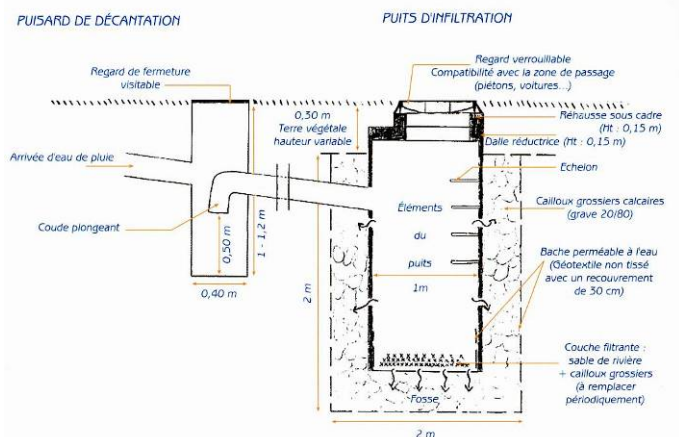 PUISARD DE DÉCANTATION
PUITS D'INFILTRATION
Regard de fermeture
visitable
Regard verrouillable
Compatibilité avec la zone de passage
(piétons, voitures...)
0,30 m
Terre végétale
hauteur variable
Réhausse sous cadre
(Ht : 0,15 m)
Dalle réductrice (Ht : 0,15 m)
Arrivée d'eau de pluie
Echelon
Coude plongeant
0,50 m
1 - 1,2 m
0,40 m
2 m
Éléments
du
puits
1m
Cailloux grossiers calcaires
(grave 20/80)
Bache perméable à l'eau
(Géotextile non tissé
avec un recouvrement
de 30 cm)
Couche filtrante :
sable de rivière
+ cailloux grossiers
(à remplacer
périodiquement)
Fosse
2 m